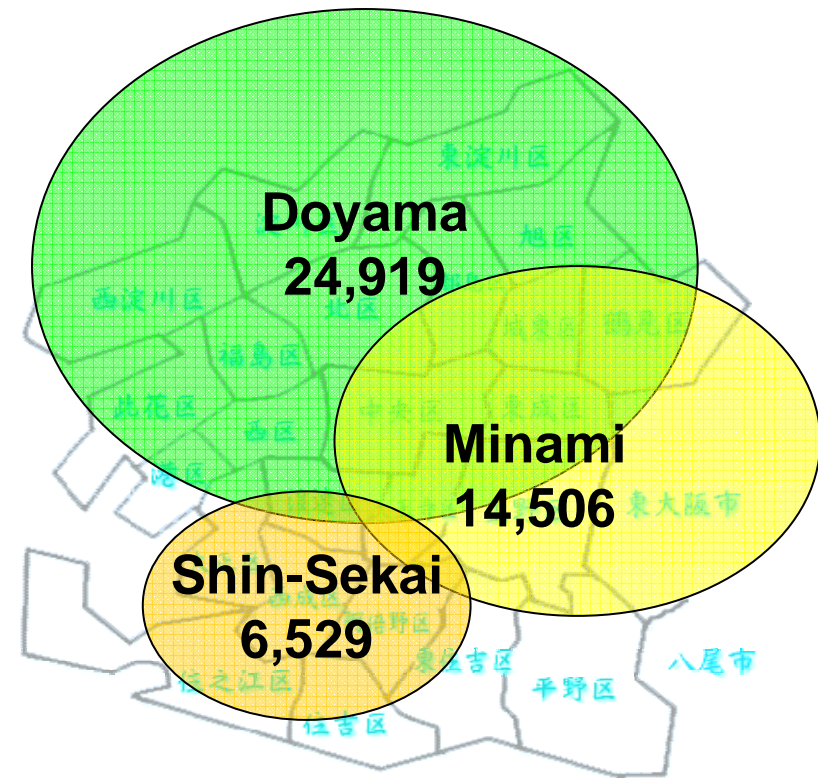 東淀川区
Doyama
旭区
24,919
西淀川区
北区
城東区
鶴見区
福島区
此花区
中央区
東成区
西区
Minami
港区
14,506
東大阪市
Shin-Sekai
西成区
6,529
阿倍野区
東住吉区
八尾市
住之江区
平野区
住吉区